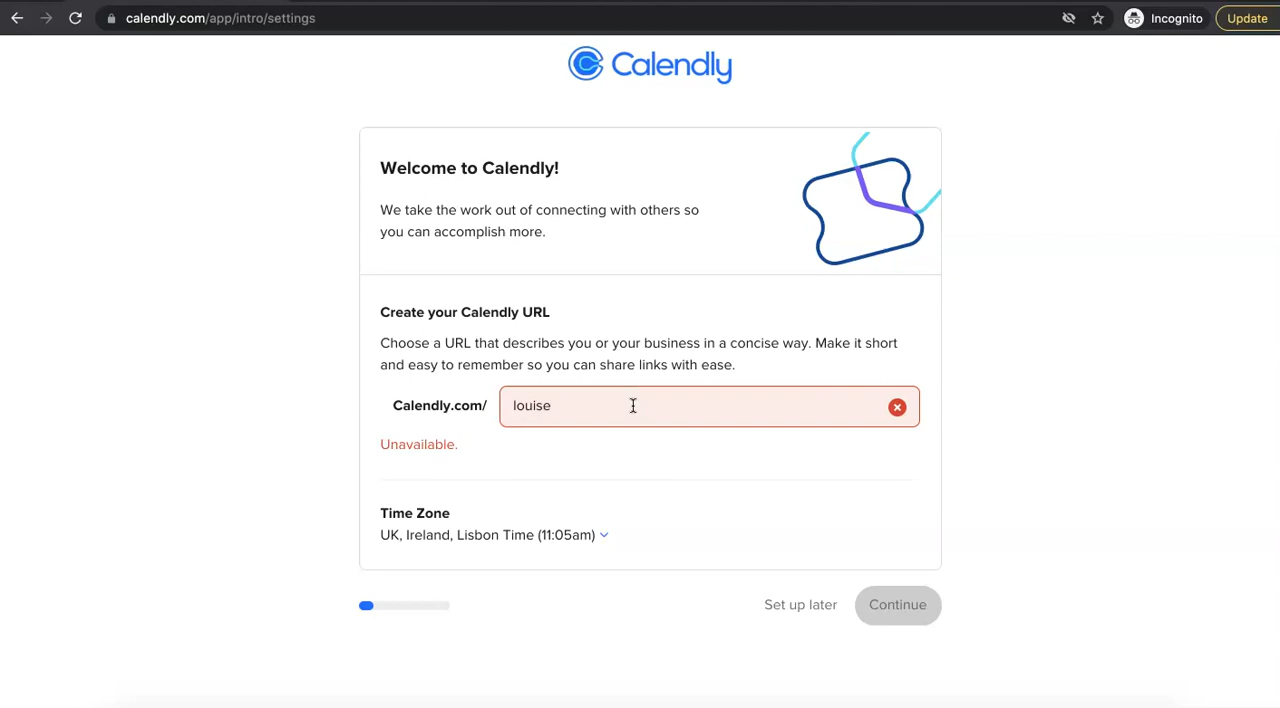 calendly.com/app/intro/settings
Incognito
Update
Calendly
Welcome to Calendly!
We take the work out of connecting with others so
you can accomplish more.
Create your Calendly URL
Choose a URL that describes you or your business in a concise way. Make it short
and easy to remember so you can share links with ease.
Calendly.com/ louise
Unavailable.
Time Zone
UK, Ireland, Lisbon Time (11:05am)
Set up later
Continue